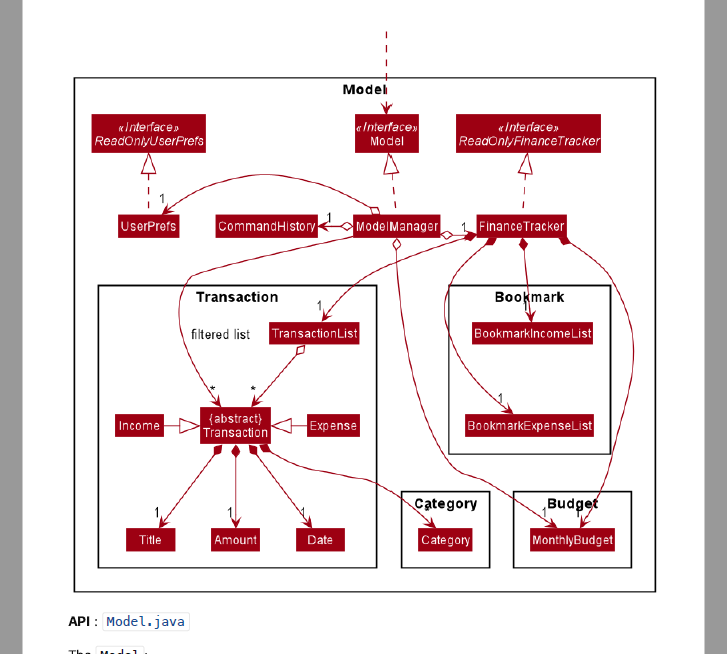 Model
«Interface»
ReadOnlyUserPrefs
«Interface»
Model
«Interface»
ReadOnlyFinanceTracker
1
UserPrefs
CommandHistory
1
ModelManager
1
FinanceTracker
Transaction
Bookmark
1
filtered list
TransactionList
BookmarkIncomeList
*
*
1
Income
{abstract}
Transaction
Expense
BookmarkExpenseList
Category
Budget
1
1
1
1
Title
Amount
Date
Category
MonthlyBudget
API : Model.java
The Model: